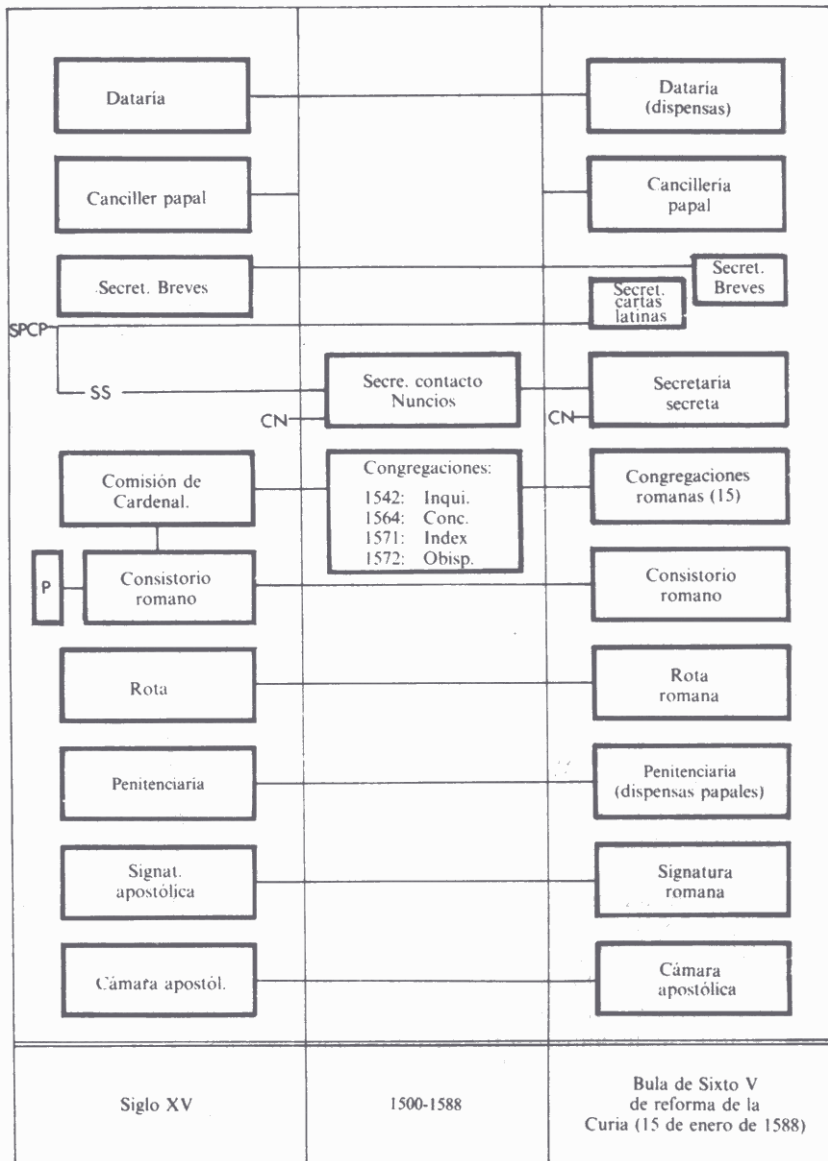 Dataría
Dataría
(dispensas)
Canciller papal
Cancillería
papal
Secret. Breves
Secret.
Breves
Secret.
cartas
latinas
SPCP
SS
Secre. contacto
Nuncios
CN
Secretaria
secreta
CN
Comisión de
Cardenal.
Congregaciones:
1542: Inqui.
1564: Conc.
1571: Index
1572: Obisp.
Congregaciones
romanas (15)
P
Consistorio
romano
Consistorio
romano
Rota
Rota
romana
Penitenciaria
Penitenciaria
(dispensas papales)
Signat.
apostólica
Signatura
romana
Cámara apostól.
Cámara
apostólica
Siglo XV
1500-1588
Bula de Sixto V
de reforma de la
Curia (15 de enero de 1588)